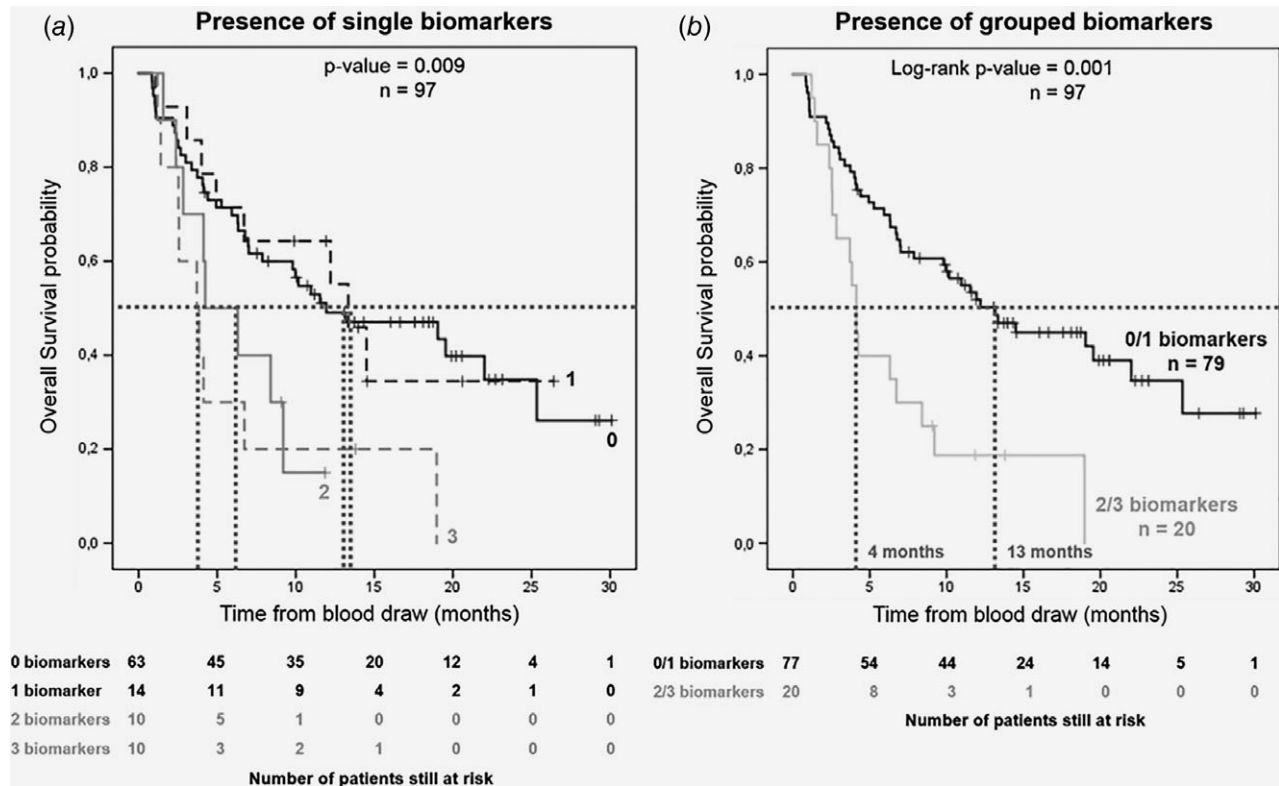 (a) Presence of single biomarkers
p-value = 0.009
n = 97
1,0
0,8
0,6
0,4
0,2
0,0
Overall Survival probability
1
0
2
3
0 5 10 15 20 25 30
Time from blood draw (months)
0 biomarkers 63 45 35 20 12 4 1
1 biomarker 14 11 9 4 2 1 0
2 biomarkers 10 5 1 0 0 0 0
3 biomarkers 10 3 2 1 0 0 0
Number of patients still at risk
(b) Presence of grouped biomarkers
Log-rank p-value = 0.001
n = 97
1,0
0,8
0,6
0,4
0,2
0,0
Overall Survival probability
0/1 biomarkers
n = 79
2/3 biomarkers
n = 20
4 months 13 months
0 5 10 15 20 25 30
Time from blood draw (months)
0/1 biomarkers 77 54 44 24 14 5 1
2/3 biomarkers 20 8 3 1 0 0 0
Number of patients still at risk